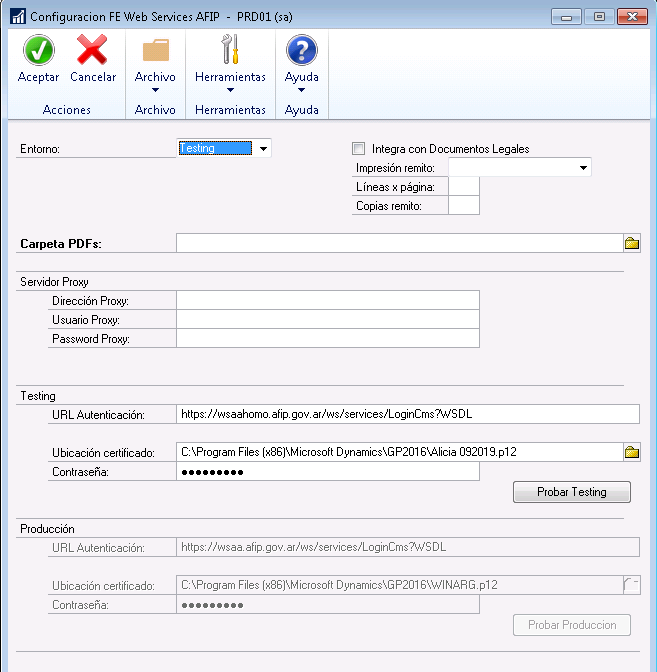 Configuracion FE Web Services AFIP - PRD01 (sa)
Aceptar Cancelar Archivo Herramientas Ayuda
Acciones Archivo Herramientas Ayuda
Entorno: Testing
Integra con Documentos Legales
Impresión remito:
Líneas x página:
Copias remito:
Carpeta PDFs:
Servidor Proxy
Dirección Proxy:
Usuario Proxy:
Password Proxy:
Testing
URL Autenticación: https://wsaahomo.afip.gov.ar/ws/services/LoginCms?WSDL
Ubicación certificado: C:\Program Files (x86)\Microsoft Dynamics\GP2016\Alicia 092019.p12
Contraseña: ●●●●●●●●●
Probar Testing
Producción
URL Autenticación: https://wsaa.afip.gov.ar/ws/services/LoginCms?WSDL
Ubicación certificado: C:\Program Files (x86)\Microsoft Dynamics\GP2016\WINARG.p12
Contraseña: ●●●●●●●●●
Probar Produccion